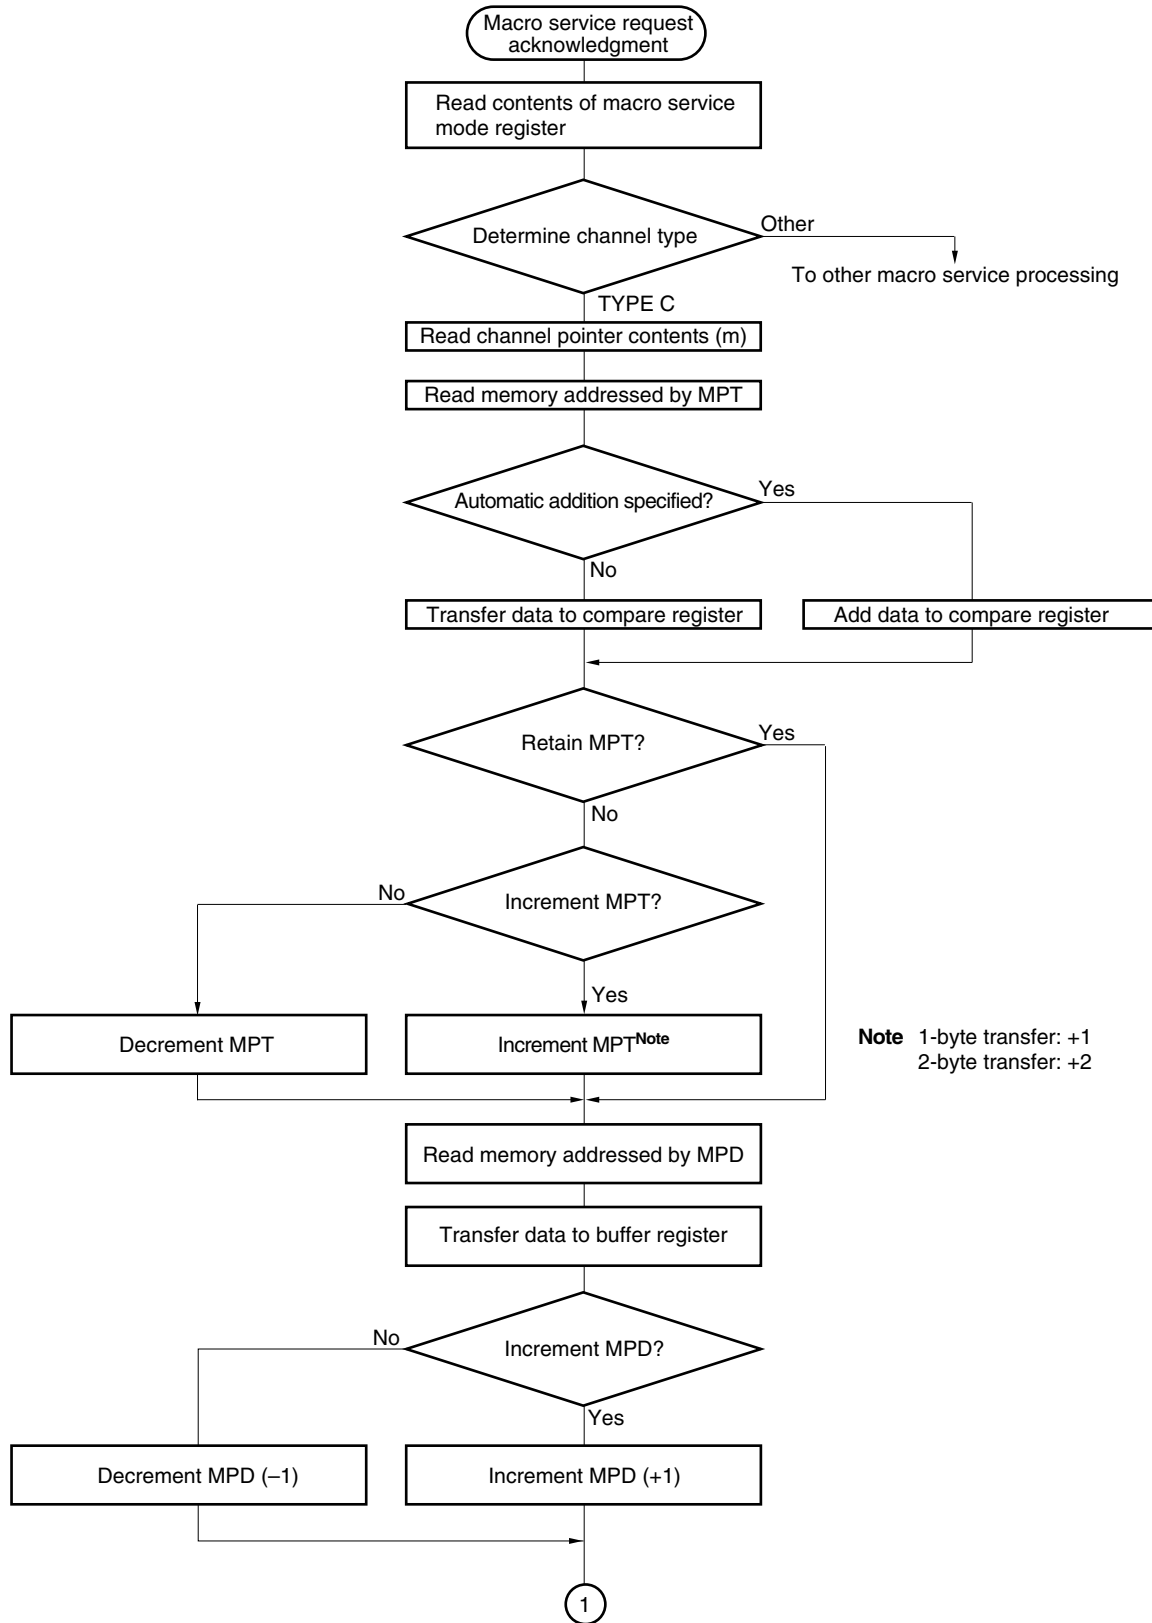 Macro service request
acknowledgment
Read contents of macro service
mode register
Determine channel type
Other
To other macro service processing
TYPE C
Read channel pointer contents (m)
Read memory addressed by MPT
Automatic addition specified?
Yes
No
Transfer data to compare register
Add data to compare register
Retain MPT?
Yes
No
Increment MPT?
No
Yes
Decrement MPT
Increment MPTNote
Note 1-byte transfer: +1
2-byte transfer: +2
Read memory addressed by MPD
Transfer data to buffer register
Increment MPD?
No
Yes
Decrement MPD (–1)
Increment MPD (+1)
1